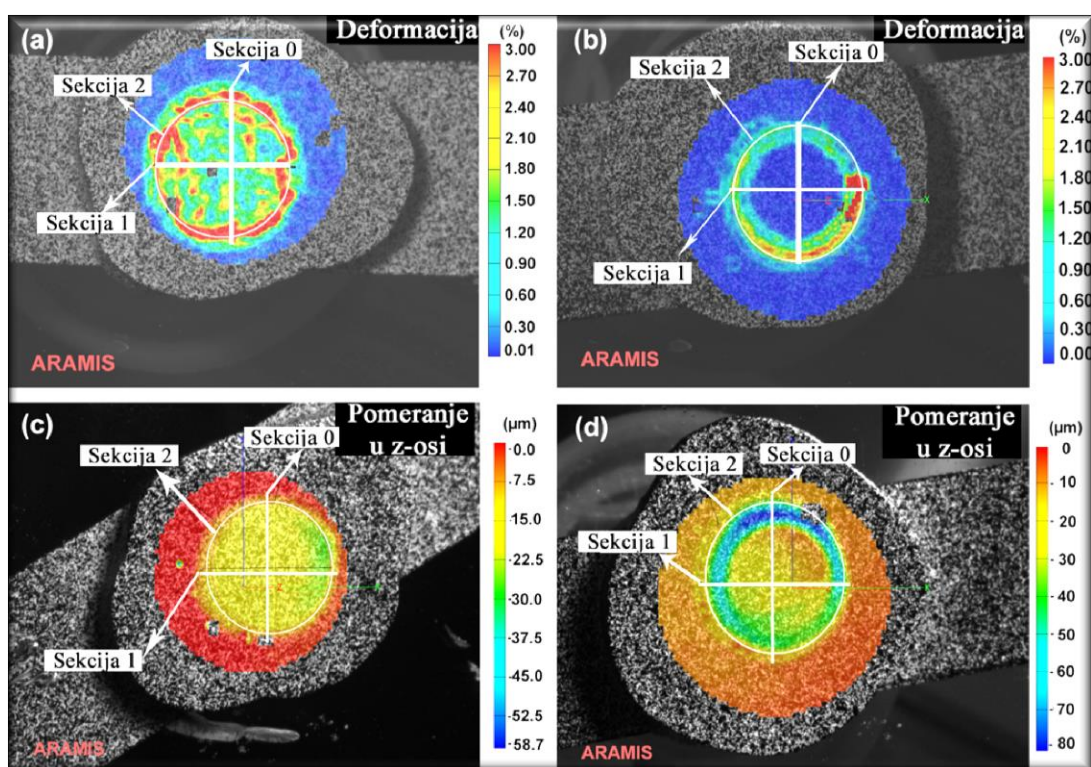 (a)
Deformacija
Sekcija 0
Sekcija 2
Sekcija 1
ARAMIS
(%)
3.00
2.70
2.40
2.10
1.80
1.50
1.20
0.90
0.60
0.30
0.01
(b)
Deformacija
Sekcija 0
Sekcija 2
Sekcija 1
ARAMIS
X
(%)
3.00
2.70
2.40
2.10
1.80
1.50
1.20
0.90
0.60
0.30
0.00
(c)
Pomeranje
u z-osi
Sekcija 0
Sekcija 2
Sekcija 1
ARAMIS
(µm)
0.0
-7.5
-15.0
-22.5
-30.0
-37.5
-45.0
-52.5
-58.7
(d)
Pomeranje
u z-osi
Sekcija 0
Sekcija 2
Sekcija 1
ARAMIS
(µm)
0
- 10
- 20
- 30
- 40
- 50
- 60
- 70
- 80